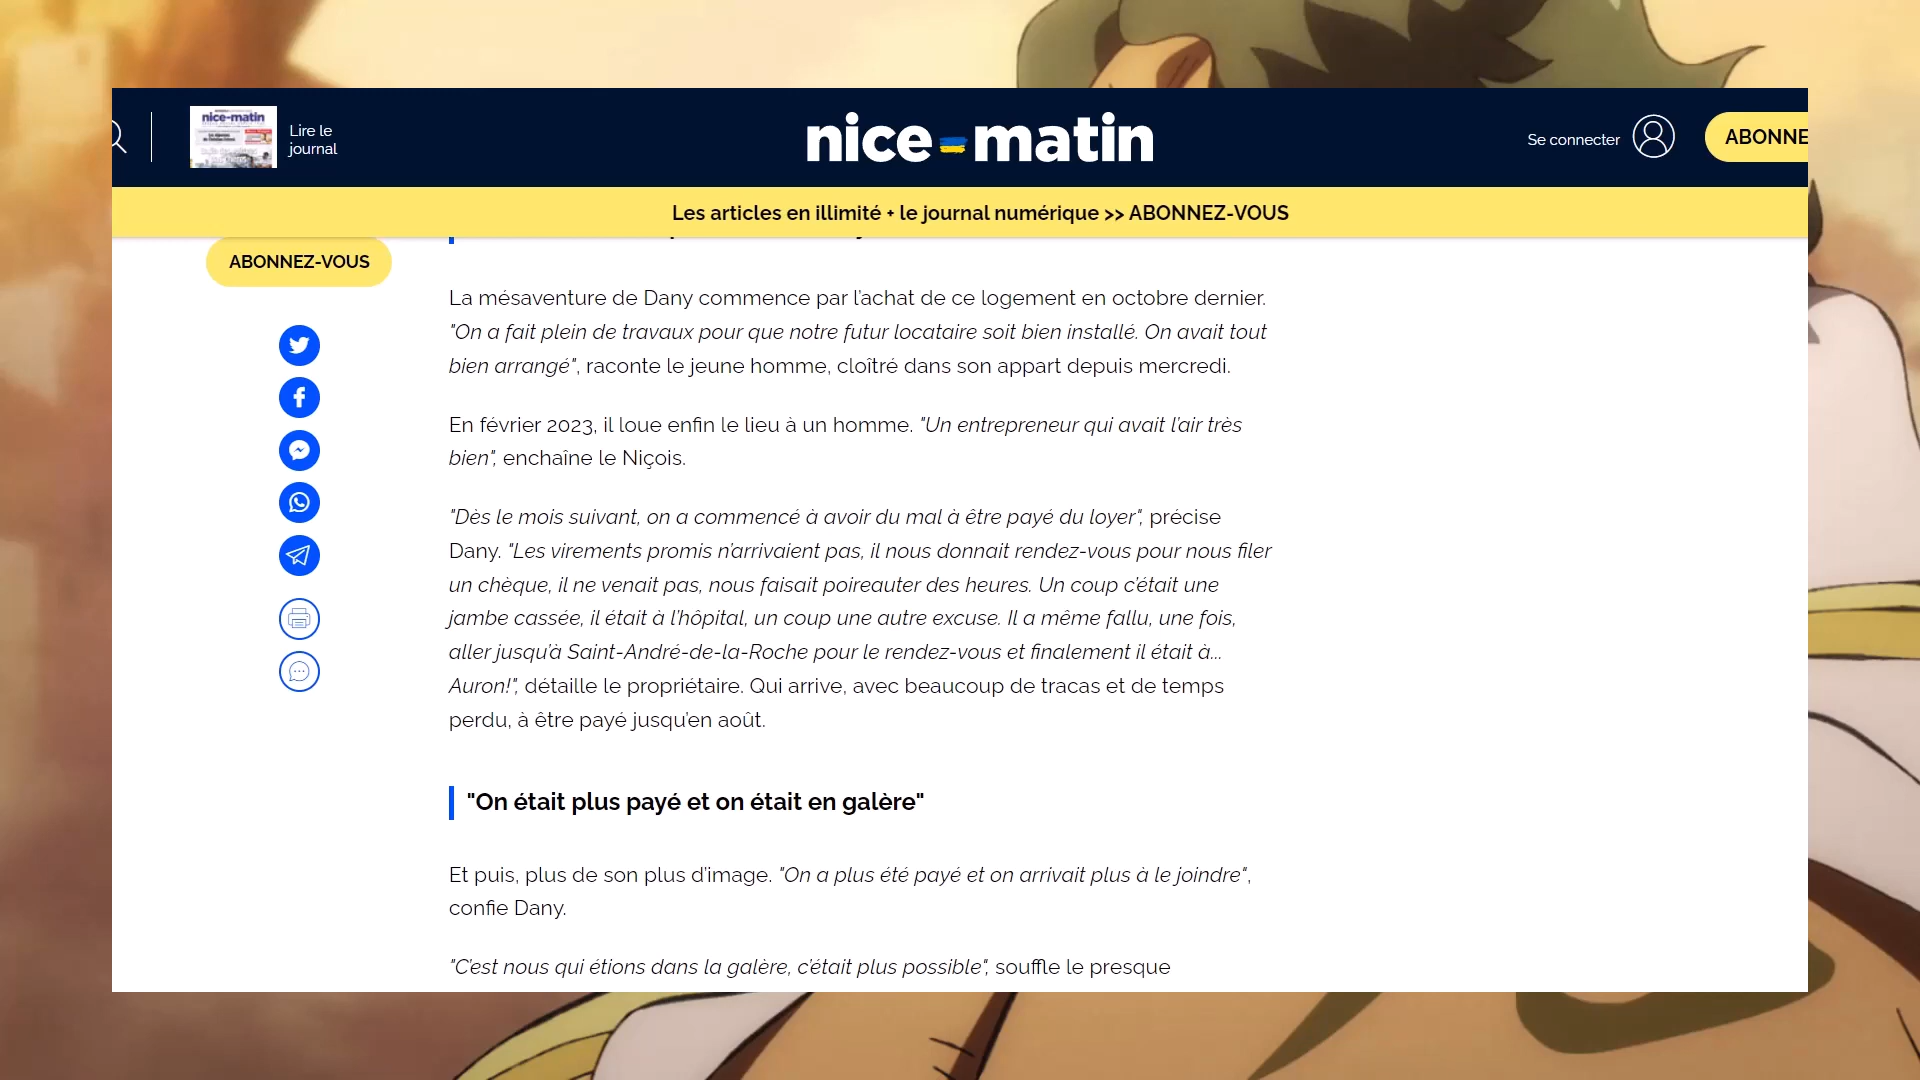 nice-matin
Lire le
journal
nice-matin
Se connecter
ABONNE
Les articles en illimité + le journal numérique >> ABONNEZ-VOUS
ABONNEZ-VOUS
La mésaventure de Dany commence par l’achat de ce logement en octobre dernier.
"On a fait plein de travaux pour que notre futur locataire soit bien installé. On avait tout
bien arrangé", raconte le jeune homme, cloîtré dans son appart depuis mercredi.
En février 2023, il loue enfin le lieu à un homme. "Un entrepreneur qui avait l’air très
bien", enchaîne le Niçois.
"Dès le mois suivant, on a commencé à avoir du mal à être payé du loyer", précise
Dany. "Les virements promis n’arrivaient pas, il nous donnait rendez-vous pour nous filer
un chèque, il ne venait pas, nous faisait poireauter des heures. Un coup c’était une
jambe cassée, il était à l’hôpital, un coup une autre excuse. Il a même fallu, une fois,
aller jusqu’à Saint-André-de-la-Roche pour le rendez-vous et finalement il était à...
Auron!", détaille le propriétaire. Qui arrive, avec beaucoup de tracas et de temps
perdu, à être payé jusqu’en août.
"On était plus payé et on était en galère"
Et puis, plus de son plus d’image. "On a plus été payé et on arrivait plus à le joindre",
confie Dany.
"C’est nous qui étions dans la galère, c’était plus possible", souffle le presque